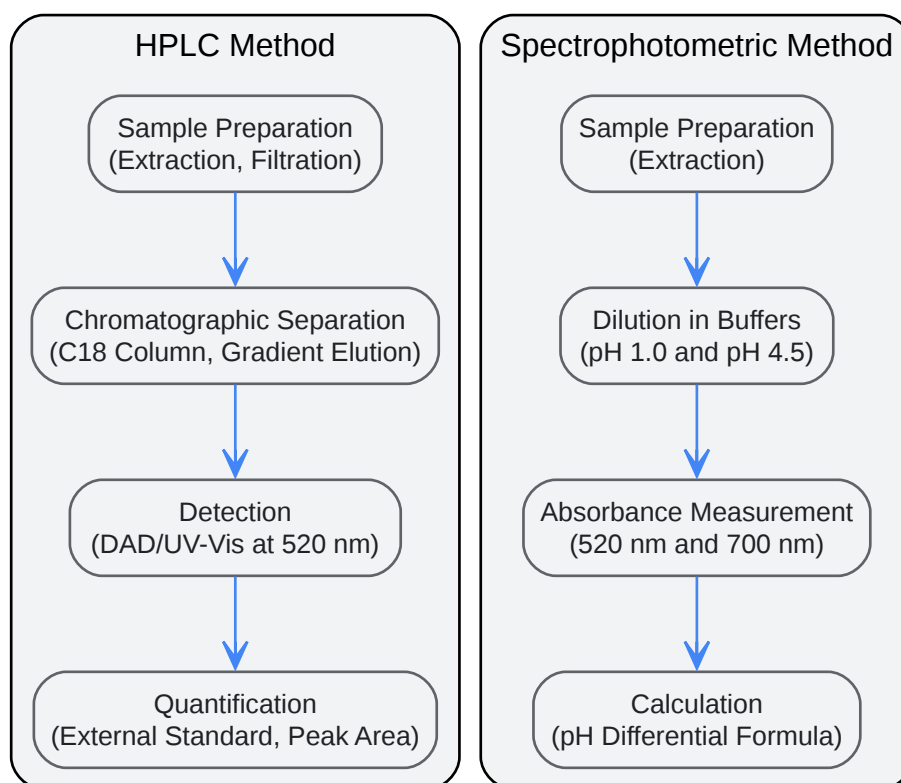 HPLC Method
Sample Preparation
(Extraction, Filtration)
Chromatographic Separation
(C18 Column, Gradient Elution)
Detection
(DAD/UV-Vis at 520 nm)
Quantification
(External Standard, Peak Area)
Spectrophotometric Method
Sample Preparation
(Extraction)
Dilution in Buffers
(pH 1.0 and pH 4.5)
Absorbance Measurement
(520 nm and 700 nm)
Calculation
(pH Differential Formula)